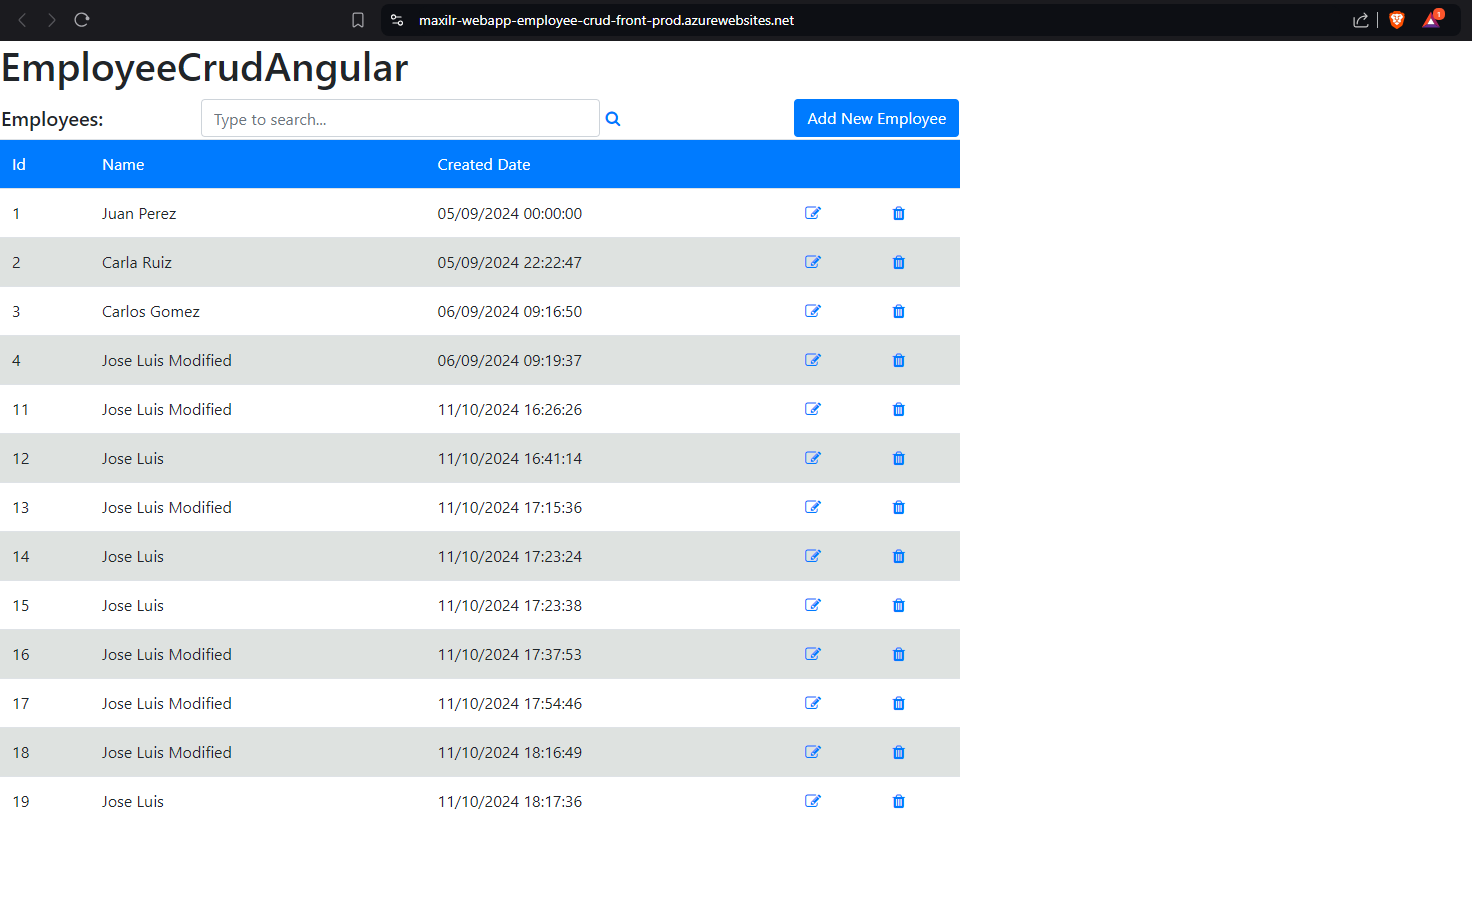 maxilr-webapp-employee-crud-front-prod.azurewebsites.net
1
EmployeeCrudAngular
Employees: Type to search... Add New Employee
Id Name Created Date
1 Juan Perez 05/09/2024 00:00:00
2 Carla Ruiz 05/09/2024 22:22:47
3 Carlos Gomez 06/09/2024 09:16:50
4 Jose Luis Modified 06/09/2024 09:19:37
11 Jose Luis Modified 11/10/2024 16:26:26
12 Jose Luis 11/10/2024 16:41:14
13 Jose Luis Modified 11/10/2024 17:15:36
14 Jose Luis 11/10/2024 17:23:24
15 Jose Luis 11/10/2024 17:23:38
16 Jose Luis Modified 11/10/2024 17:37:53
17 Jose Luis Modified 11/10/2024 17:54:46
18 Jose Luis Modified 11/10/2024 18:16:49
19 Jose Luis 11/10/2024 18:17:36